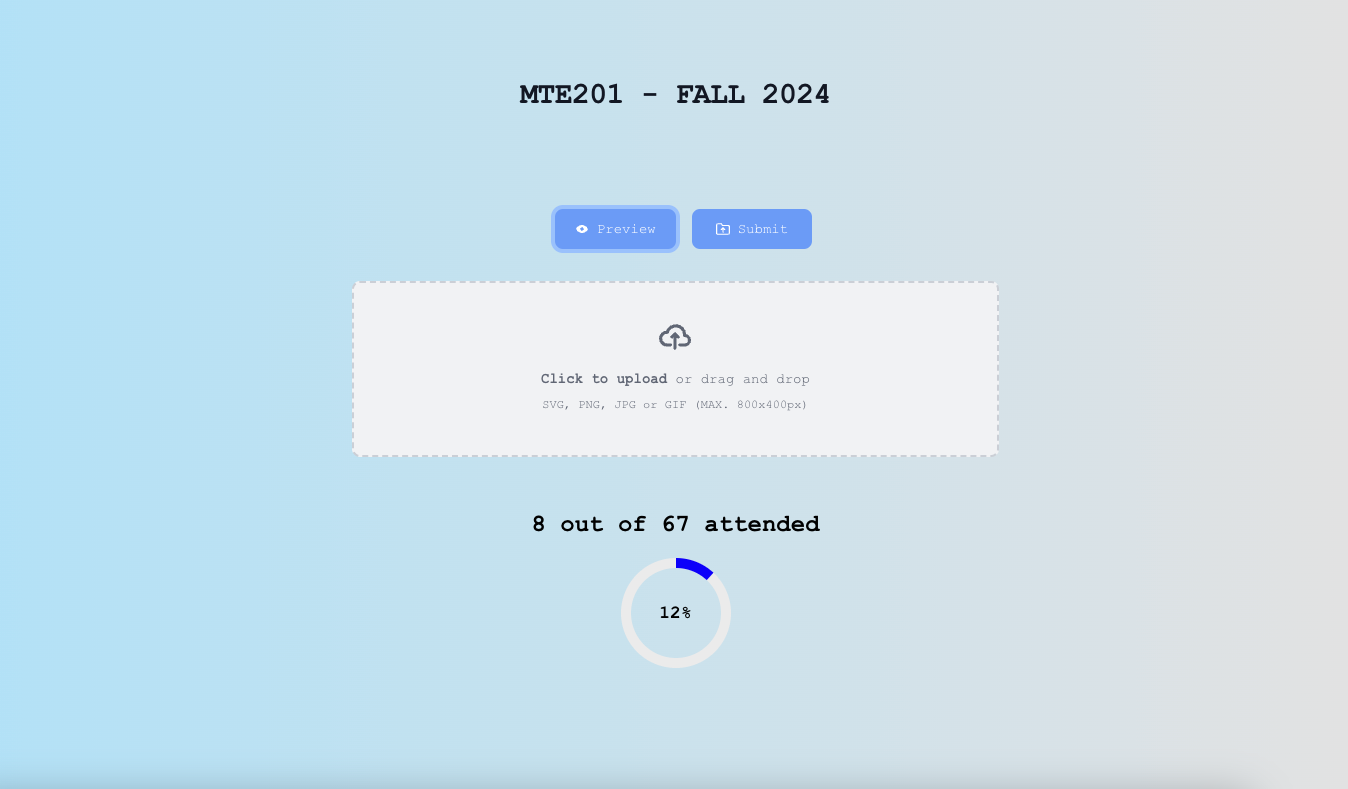 MTE201 - FALL 2024
Preview Submit
Click to upload or drag and drop
SVG, PNG, JPG or GIF (MAX. 800x400px)
8 out of 67 attended
12%